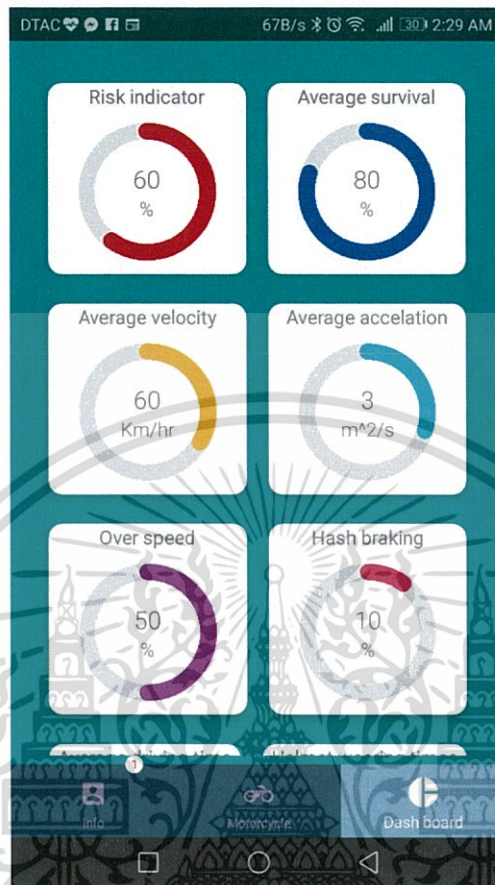 DTAC 67B/s 30 2:29 AM
Risk indicator
60
%
Average survival
80
%
Average velocity
60
Km/hr
Average accelation
3
m^2/s
Over speed
50
%
Hash braking
10
%
1
Info
Motorcycle
Dash board